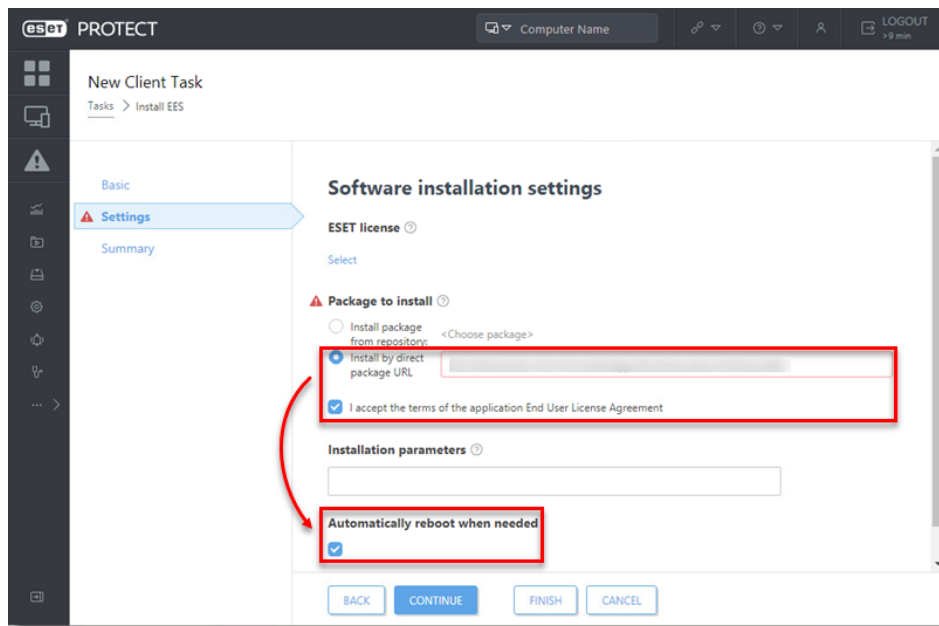 eset PROTECT
Computer Name
LOGOUT
>9 min
New Client Task
Tasks > Install EES
Basic
Settings
Summary
Software installation settings
ESET license
Select
Package to install
Install package
from repository:
<Choose package>
Install by direct
package URL
I accept the terms of the application End User License Agreement
Installation parameters
Automatically reboot when needed
BACK
CONTINUE
FINISH
CANCEL